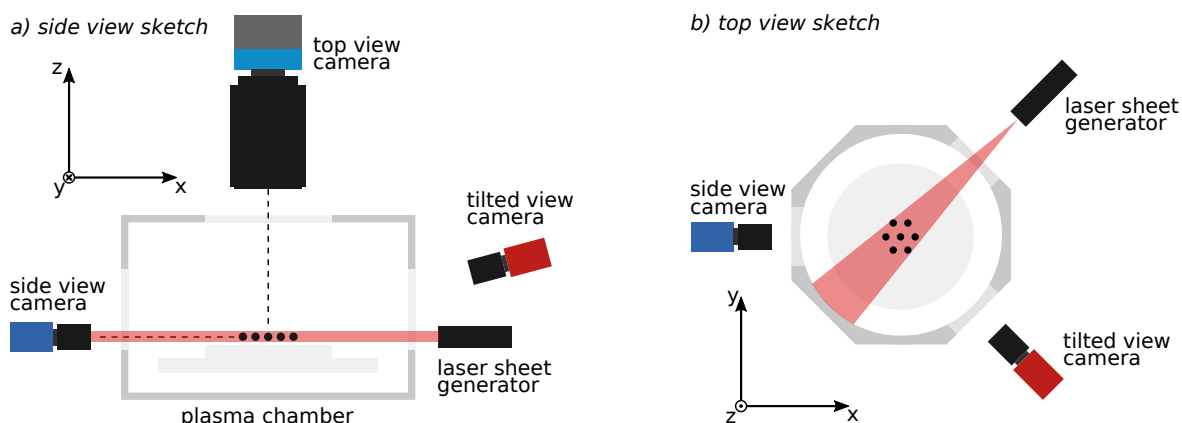 a) side view sketch
top view
camera
z
y
x
tilted view
camera
side view
camera
laser sheet
generator
plasma chamber
b) top view sketch
laser sheet
generator
side view
camera
y
z
x
tilted view
camera